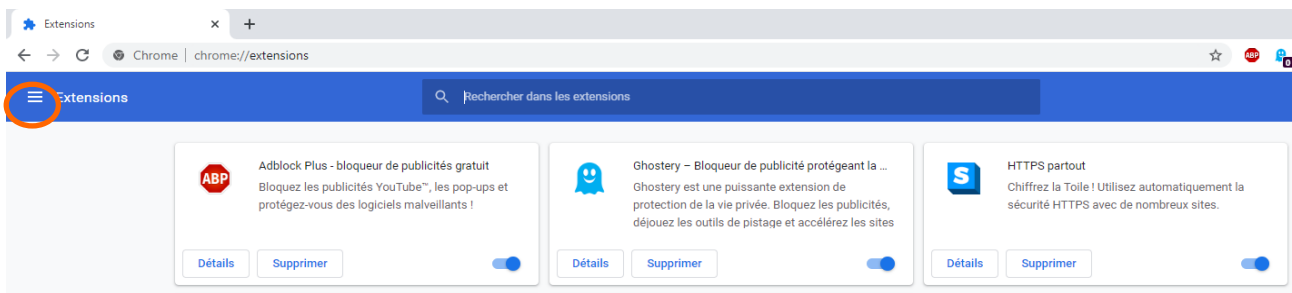 Extensions
Chrome | chrome://extensions
ABP
0
Extensions
Rechercher dans les extensions
ABP
Adblock Plus - bloqueur de publicités gratuit
Bloquez les publicités YouTube™, les pop-ups et
protégez-vous des logiciels malveillants !
Détails
Supprimer
Ghostery – Bloqueur de publicité protégeant la ...
Ghostery est une puissante extension de
protection de la vie privée. Bloquez les publicités,
déjouez les outils de pistage et accélérez les sites
Détails
Supprimer
S
HTTPS partout
Chiffrez la Toile ! Utilisez automatiquement la
sécurité HTTPS avec de nombreux sites.
Détails
Supprimer